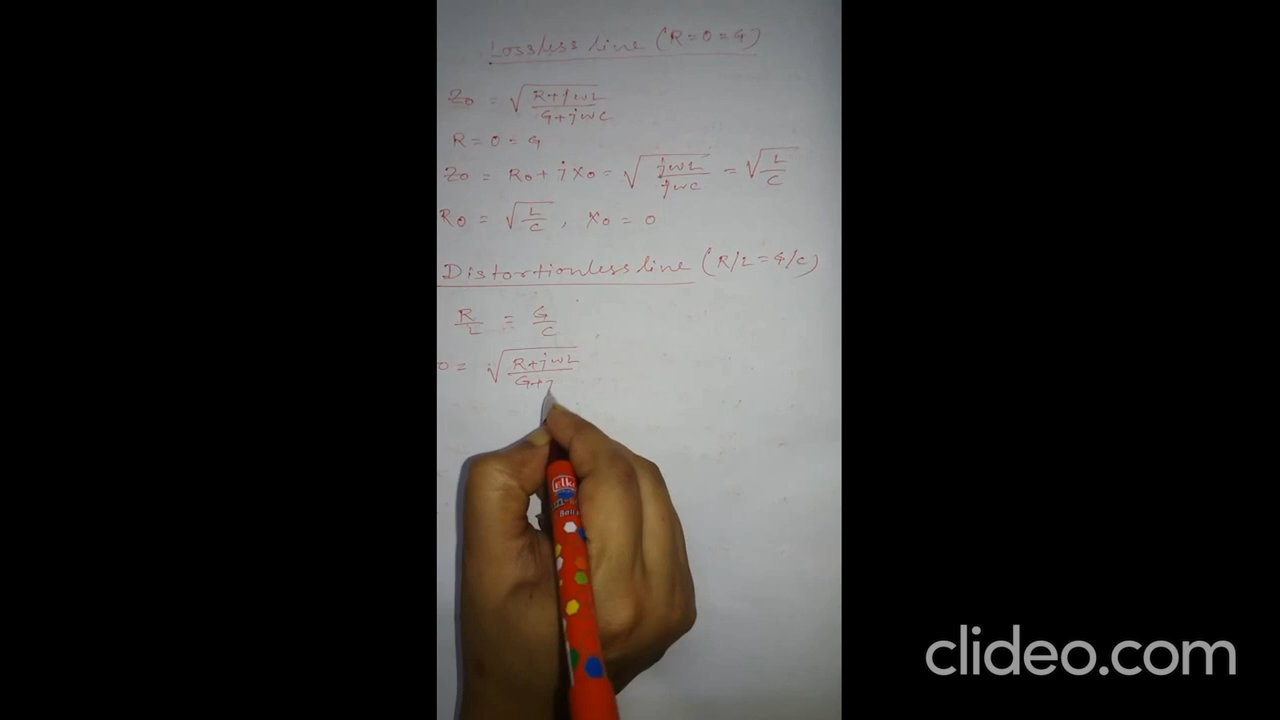 Lossless line (R=0=G)
Z0 = √(R+jωL / G+jωC)
R=0=G
Z0 = R0+jX0 = √(jωL / jωC) = √(L / C)
R0 = √(L / C), X0 = 0
Distortionless line (R/L=G/C)
R / L = G / C
0 = √(R+jωL / G+j
Elk
clideo.com